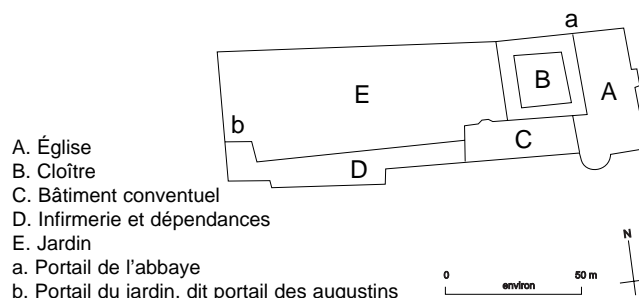 a
B
A
E
b
C
D
A. Église
B. Cloître
C. Bâtiment conventuel
D. Infirmerie et dépendances
E. Jardin
a. Portail de l'abbaye
b. Portail du jardin, dit portail des augustins
N
0 50 m
environ